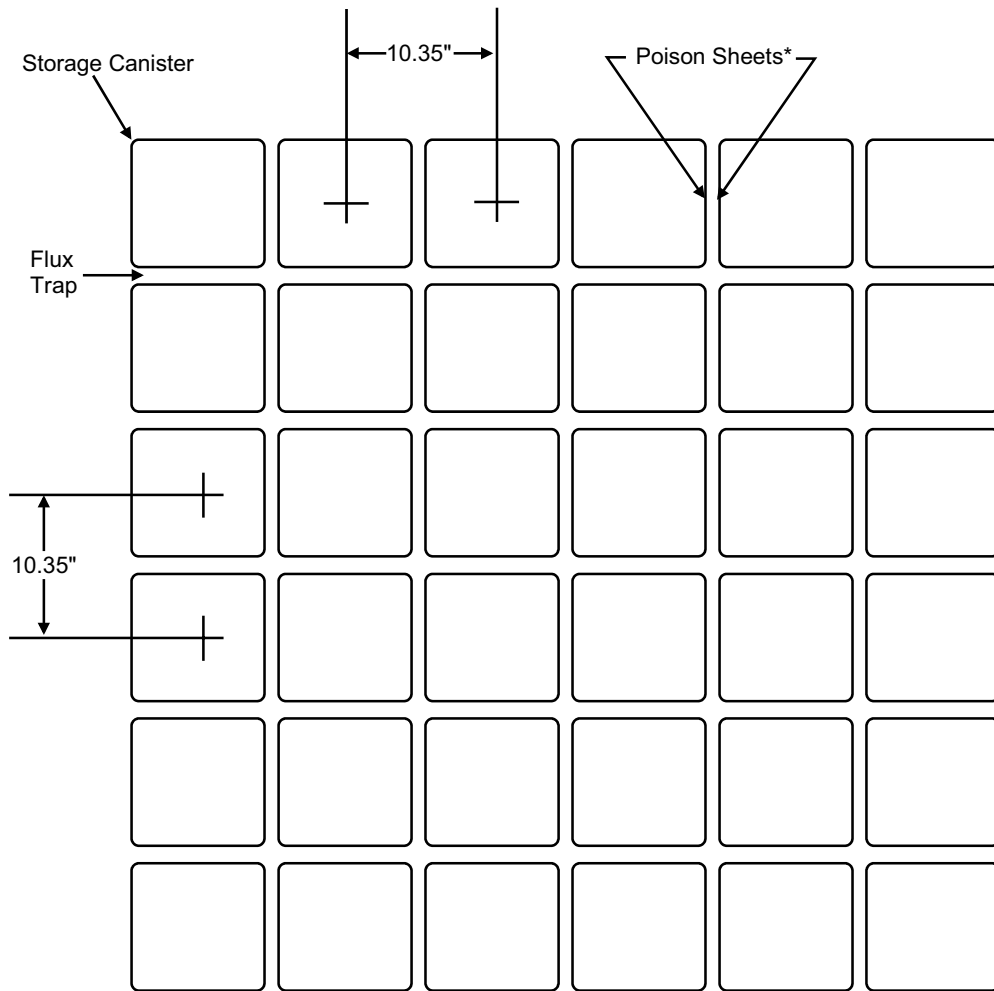 10.35"
Storage Canister
Poison Sheets*
Flux
Trap
10.35"